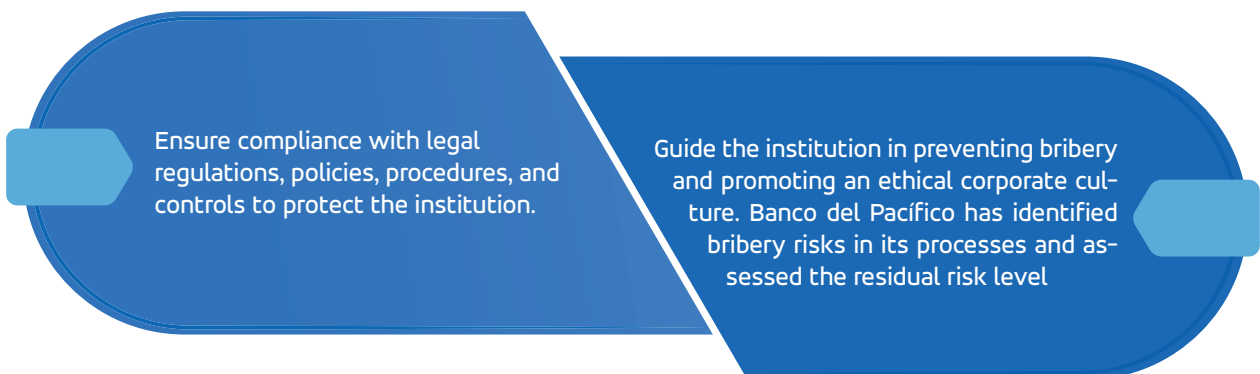 Ensure compliance with legal
regulations, policies, procedures, and
controls to protect the institution.
Guide the institution in preventing bribery
and promoting an ethical corporate cul-
ture. Banco del Pacífico has identified
bribery risks in its processes and as-
sessed the residual risk level